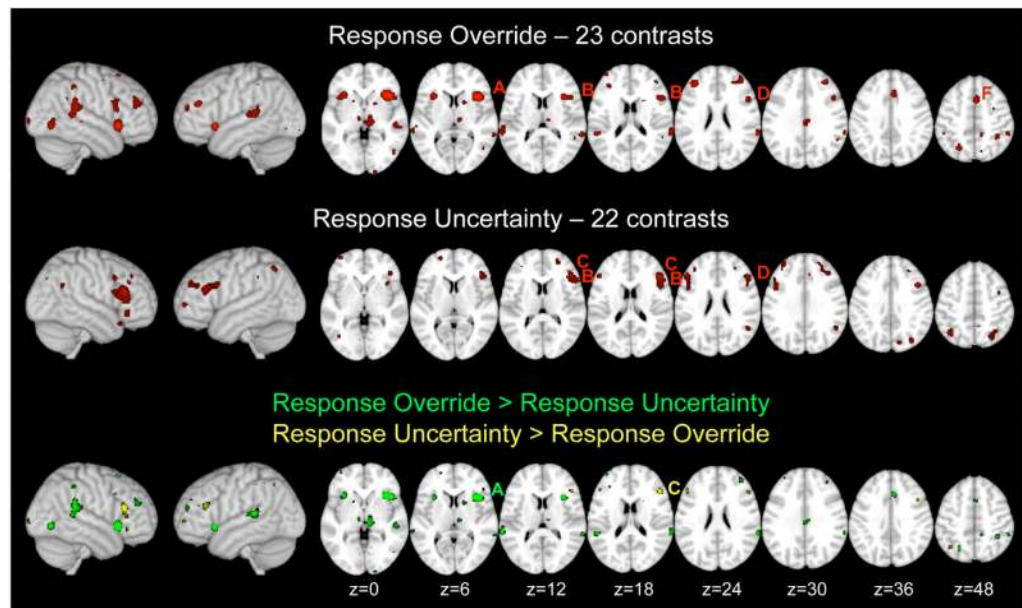 Response Override – 23 contrasts
A B B D F
Response Uncertainty – 22 contrasts
C C
B B D
Response Override > Response Uncertainty
Response Uncertainty > Response Override
A C
z=0 z=6 z=12 z=18 z=24 z=30 z=36 z=48